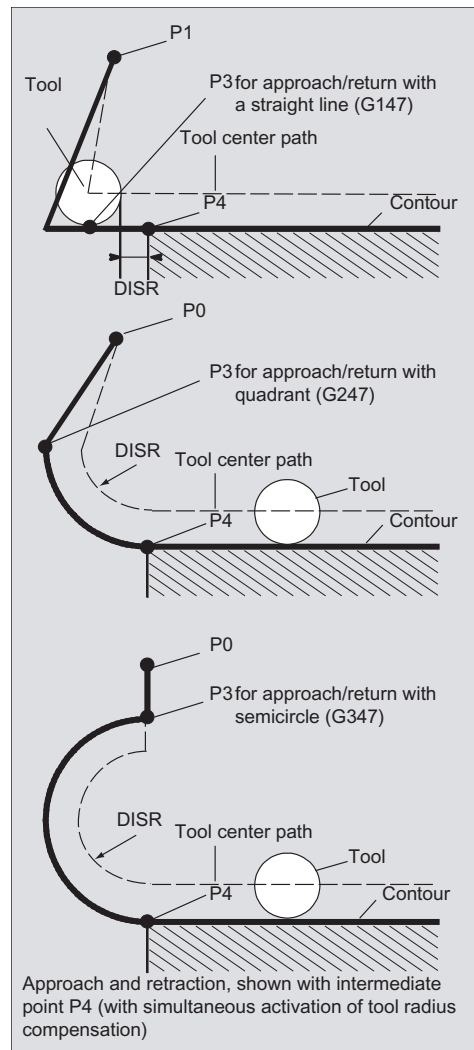 P1
Tool
P3 for approach/return with
a straight line (G147)
Tool center path
P4
Contour
DISR
P0
P3 for approach/return with
quadrant (G247)
DISR
Tool center path
Tool
P4
Contour
P0
P3 for approach/return with
semicircle (G347)
DISR
Tool center path
Tool
P4
Contour
Approach and retraction, shown with intermediate
point P4 (with simultaneous activation of tool radius
compensation)